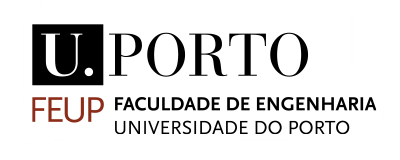 U.PORTO
FEUP FACULDADE DE ENGENHARIA
UNIVERSIDADE DO PORTO